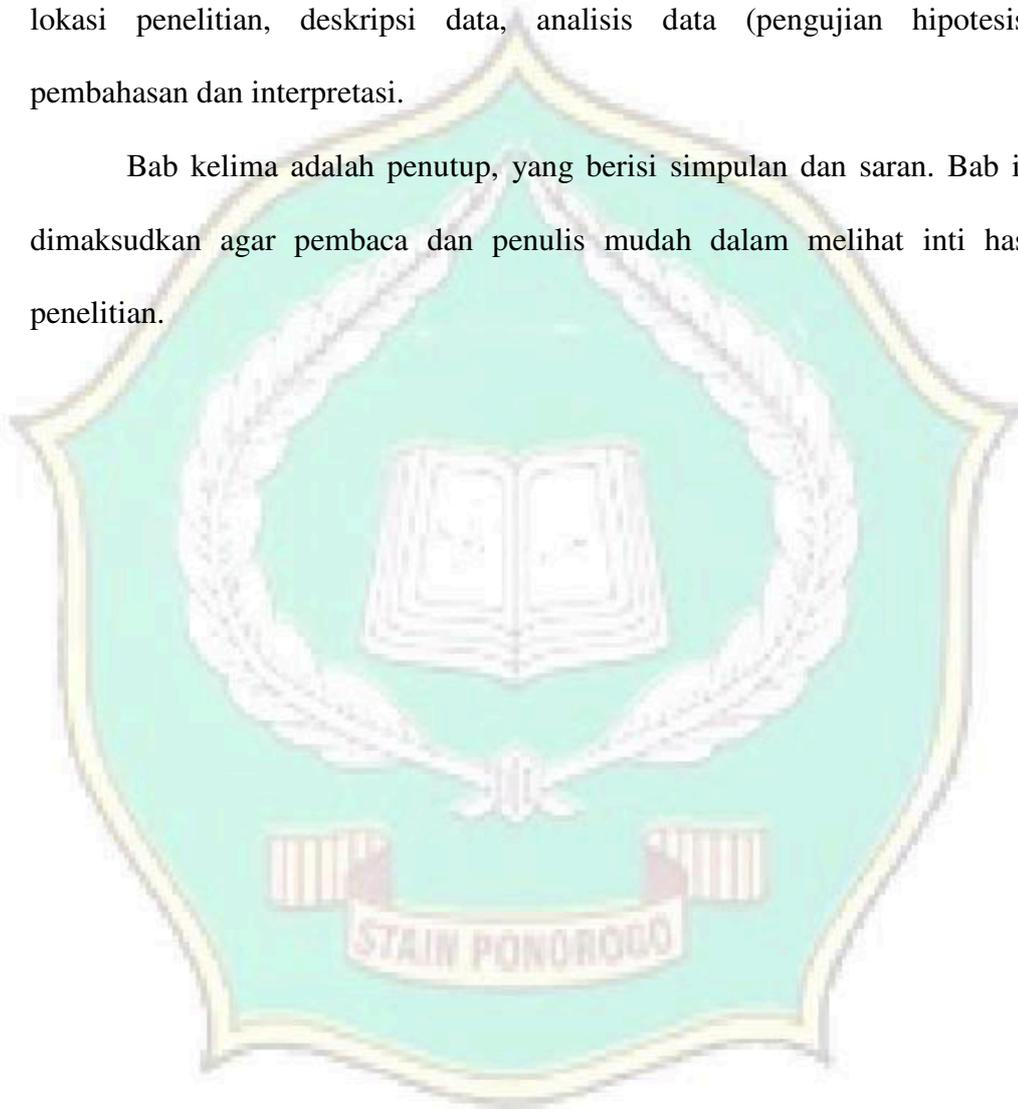 lokasi penelitian, deskripsi data, analisis data (pengujian hipotesis
pembahasan dan interpretasi.
Bab kelima adalah penutup, yang berisi simpulan dan saran. Bab i
dimaksudkan agar pembaca dan penulis mudah dalam melihat inti has
penelitian.
STAIN PONOROGO